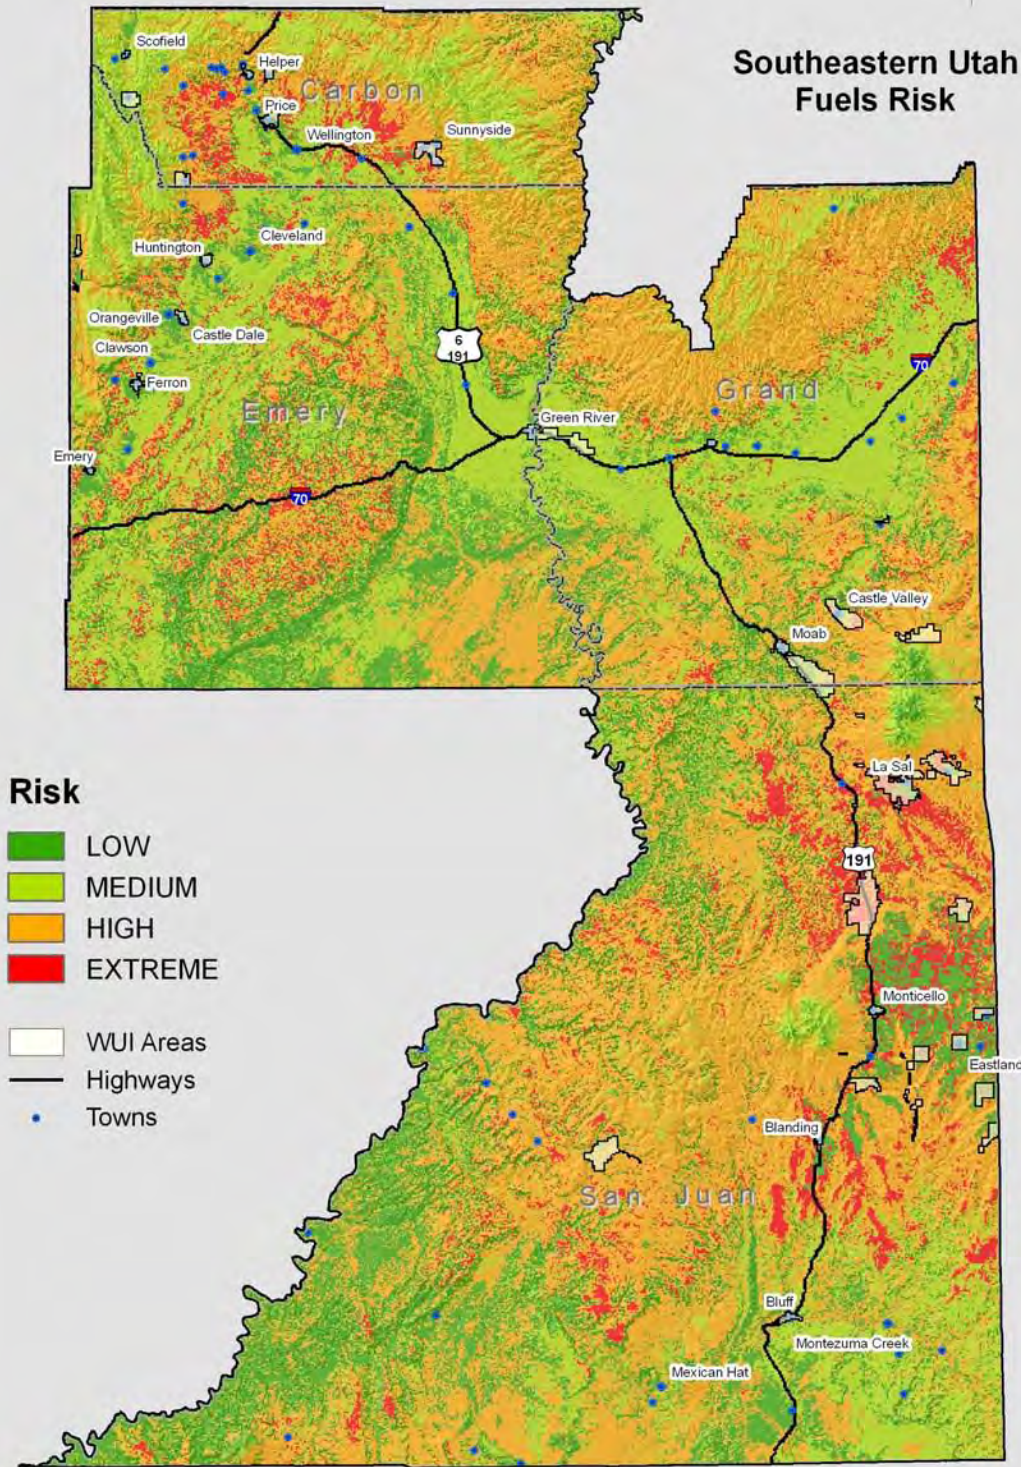 Southeastern Utah
Fuels Risk
Scofield
Helper
Carbon
Price
Wellington
Sunnyside
Cleveland
Huntington
Orangeville
Castle Dale
Clawson
Ferron
6
191
70
Grand
Emery
Green River
Emery
70
Castle Valley
Moab
La Sal
Risk
LOW
MEDIUM
HIGH
EXTREME
WUI Areas
Highways
Towns
191
Monticello
Eastland
Blanding
San Juan
Bluff
Montezuma Creek
Mexican Hat